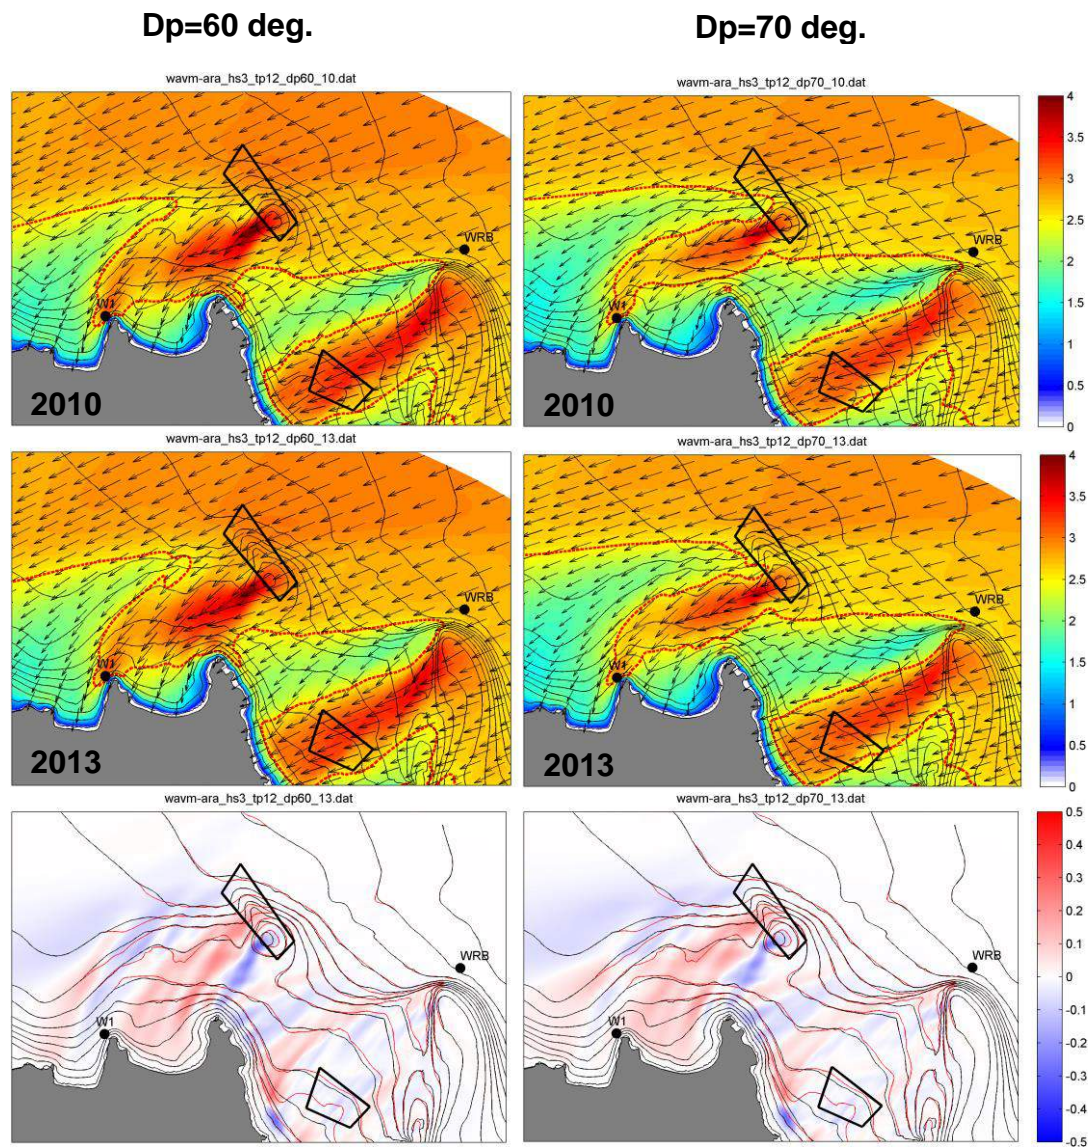 Dp=60 deg.
Dp=70 deg.
wavm-ara_hs3_tp12_dp60_10.dat
wavm-ara_hs3_tp12_dp70_10.dat
WRB
W1
2010
WRB
W1
2010
4
3.5
3
2.5
2
1.5
1
0.5
0
wavm-ara_hs3_tp12_dp60_13.dat
wavm-ara_hs3_tp12_dp70_13.dat
WRB
W1
2013
WRB
W1
2013
4
3.5
3
2.5
2
1.5
1
0.5
0
wavm-ara_hs3_tp12_dp60_13.dat
wavm-ara_hs3_tp12_dp70_13.dat
WRB
W1
WRB
W1
0.5
0.4
0.3
0.2
0.1
0
-0.1
-0.2
-0.3
-0.4
-0.5